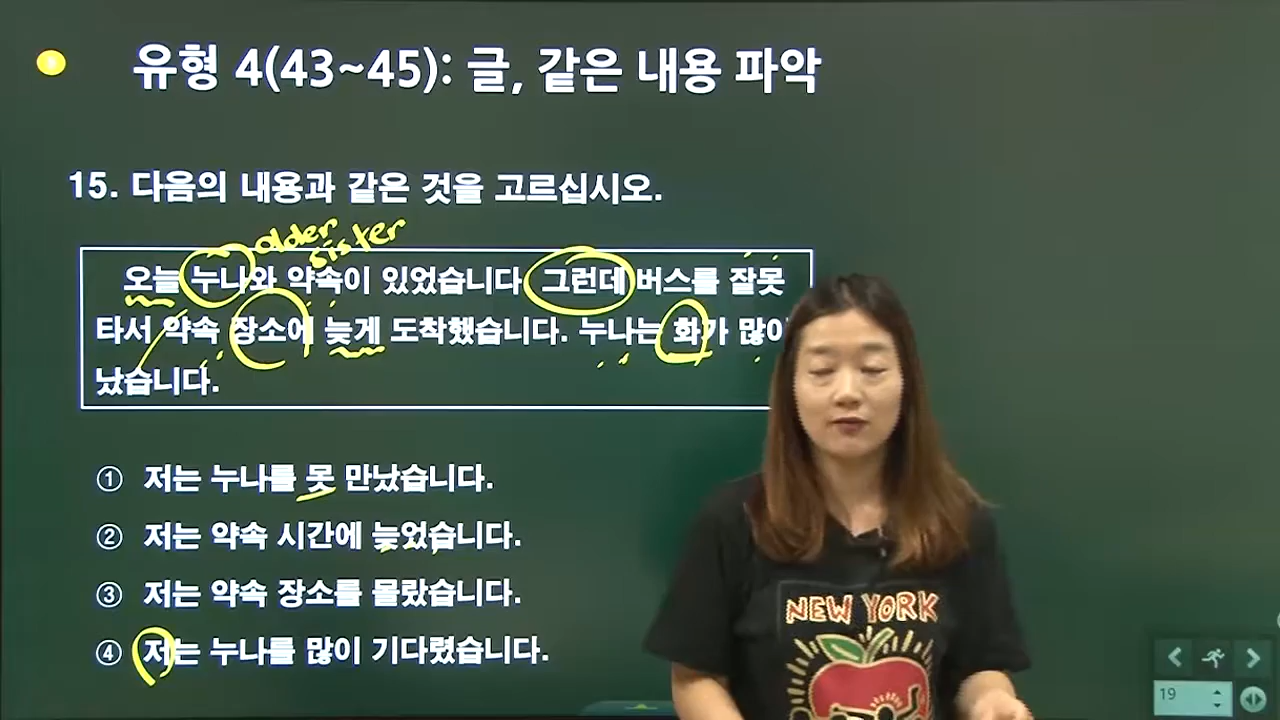 유형 4(43~45): 글, 같은 내용 파악
15. 다음의 내용과 같은 것을 고르십시오.
older
sister
오늘 누나와 약속이 있었습니다 그런데 버스를 잘못
타서 약속 장소에 늦게 도착했습니다. 누나는 화가 많이
났습니다.
① 저는 누나를 못 만났습니다.
② 저는 약속 시간에 늦었습니다.
③ 저는 약속 장소를 몰랐습니다.
④ 저는 누나를 많이 기다렸습니다.
NEW YORK
19